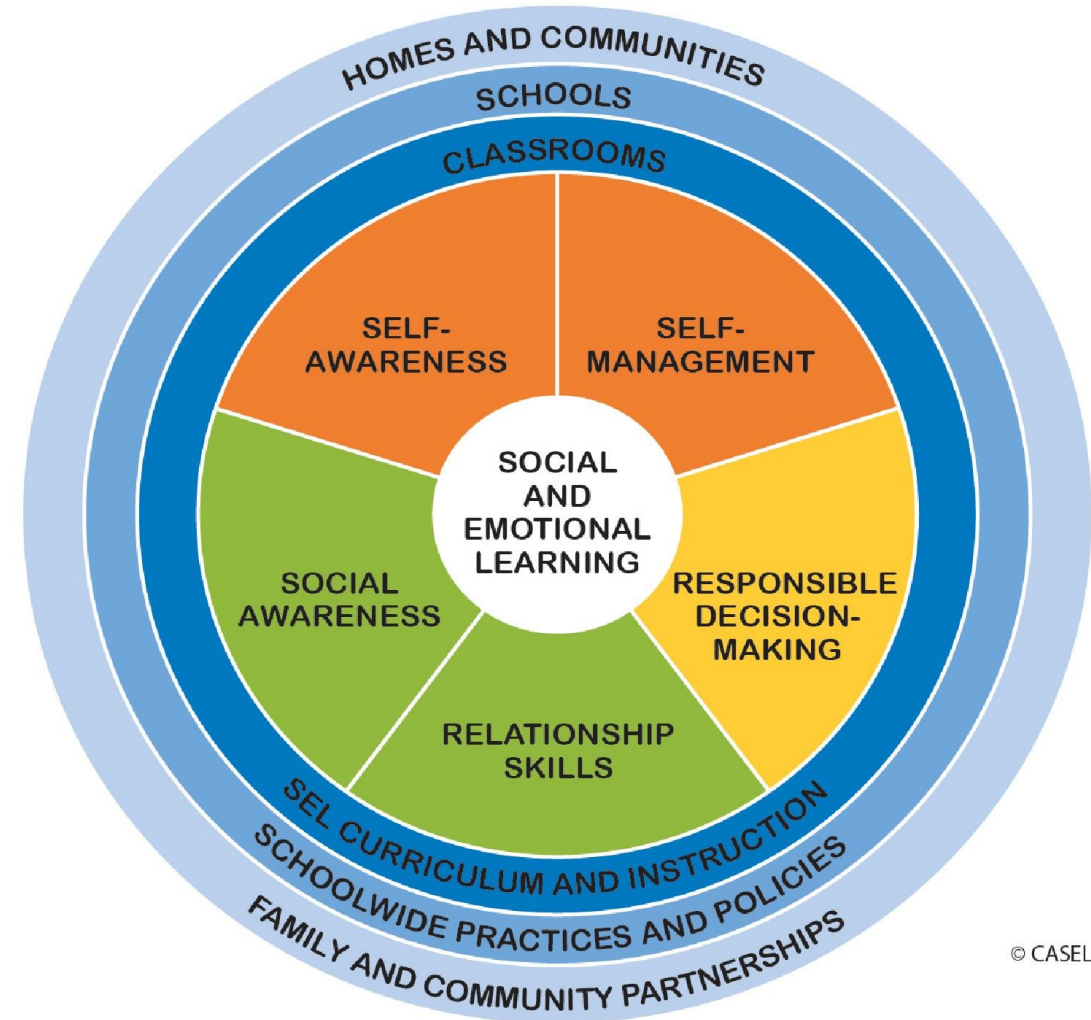 HOMES AND COMMUNITIES
SCHOOLS
CLASSROOMS
SELF-
AWARENESS
SELF-
MANAGEMENT
SOCIAL
AND
EMOTIONAL
LEARNING
SOCIAL
AWARENESS
RESPONSIBLE
DECISION-
MAKING
RELATIONSHIP
SKILLS
SEL CURRICULUM AND INSTRUCTION
SCHOOLWIDE PRACTICES AND POLICIES
FAMILY AND COMMUNITY PARTNERSHIPS
© CASEL